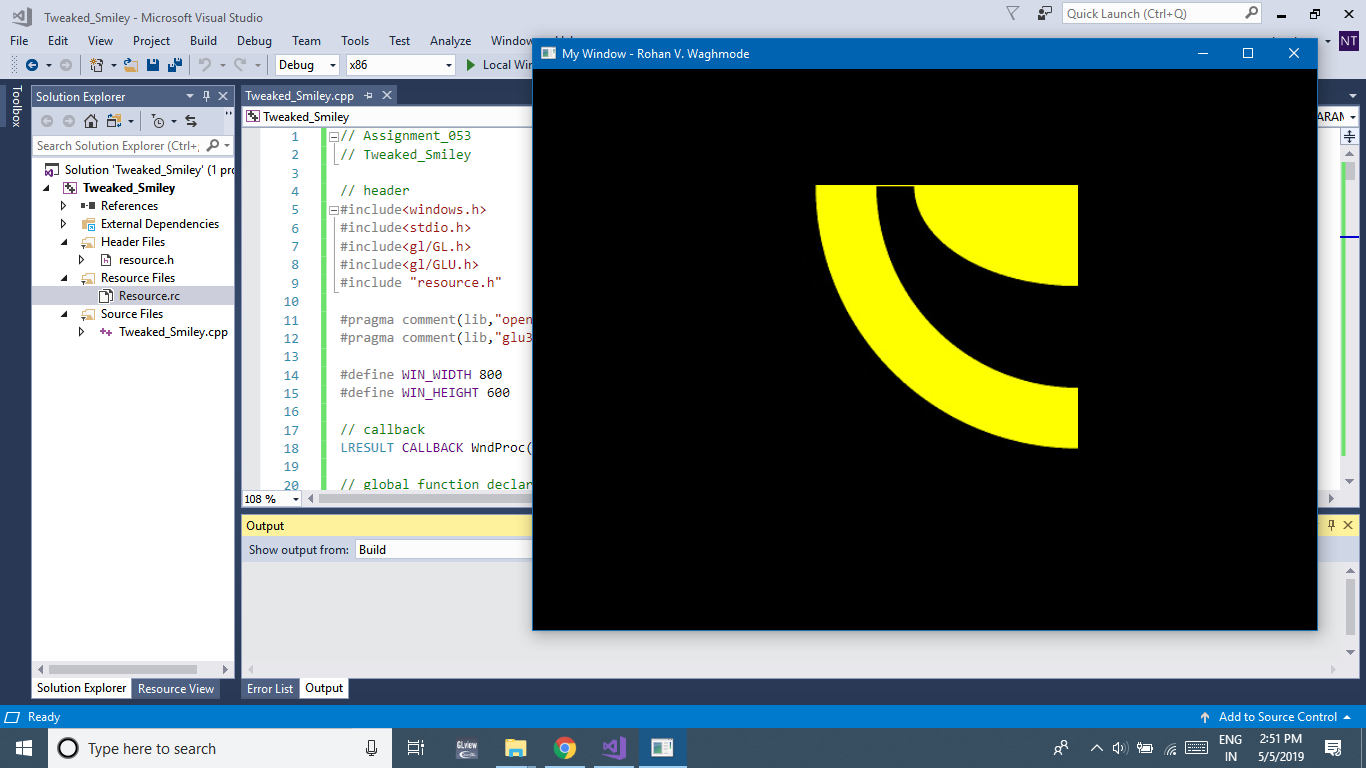 Tweaked_Smiley - Microsoft Visual Studio
Quick Launch (Ctrl+Q)
File Edit View Project Build Debug Team Tools Test Analyze Window
NT
Debug x86 Local Win
My Window - Rohan V. Waghmode
Toolbox
Solution Explorer
Search Solution Explorer (Ctrl+;
Solution 'Tweaked_Smiley' (1 pro
Tweaked_Smiley
References
External Dependencies
Header Files
resource.h
Resource Files
Resource.rc
Source Files
Tweaked_Smiley.cpp
Solution Explorer Resource View
Tweaked_Smiley.cpp
Tweaked_Smiley
ARAM
1 // Assignment_053
2 // Tweaked_Smiley
3
4 // header
5 #include<windows.h>
6 #include<stdio.h>
7 #include<gl/GL.h>
8 #include<gl/GLU.h>
9 #include "resource.h"
10
11 #pragma comment(lib,"open
12 #pragma comment(lib,"glu3
13
14 #define WIN_WIDTH 800
15 #define WIN_HEIGHT 600
16
17 // callback
18 LRESULT CALLBACK WndProc(
19
20 // global function declar
108 %
Output
Show output from: Build
Error List Output
Ready
Add to Source Control
Type here to search
GLview
ENG
IN
2:51 PM
5/5/2019